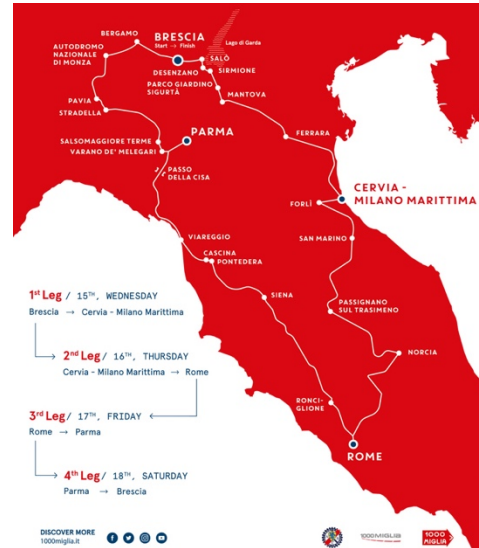 BERGAMO
BRESCIA
Start → Finish
Lago di Garda
AUTODROMO
NAZIONALE
DI MONZA
SALÒ
DESENZANO
SIRMIONE
PARCO GIARDINO
SIGURTÀ
MANTOVA
PAVIA
STRADELLA
PARMA
FERRARA
SALSOMAGGIORE TERME
VARANO DE' MELEGARI
PASSO
DELLA CISA
CERVIA -
MILANO MARITTIMA
FORLÌ
VIAREGGIO
SAN MARINO
CASCINA
PONTEDERA
SIENA
PASSIGNANO
SUL TRASIMENO
NORCIA
RONCI-
GLIONE
ROME
1st Leg / 15TH, WEDNESDAY
Brescia → Cervia - Milano Marittima
2nd Leg / 16TH, THURSDAY
Cervia - Milano Marittima → Rome
3rd Leg / 17TH, FRIDAY
Rome → Parma
4th Leg / 18TH, SATURDAY
Parma → Brescia
DISCOVER MORE
1000miglia.it
1000MIGLIA
1000
MIGLIA